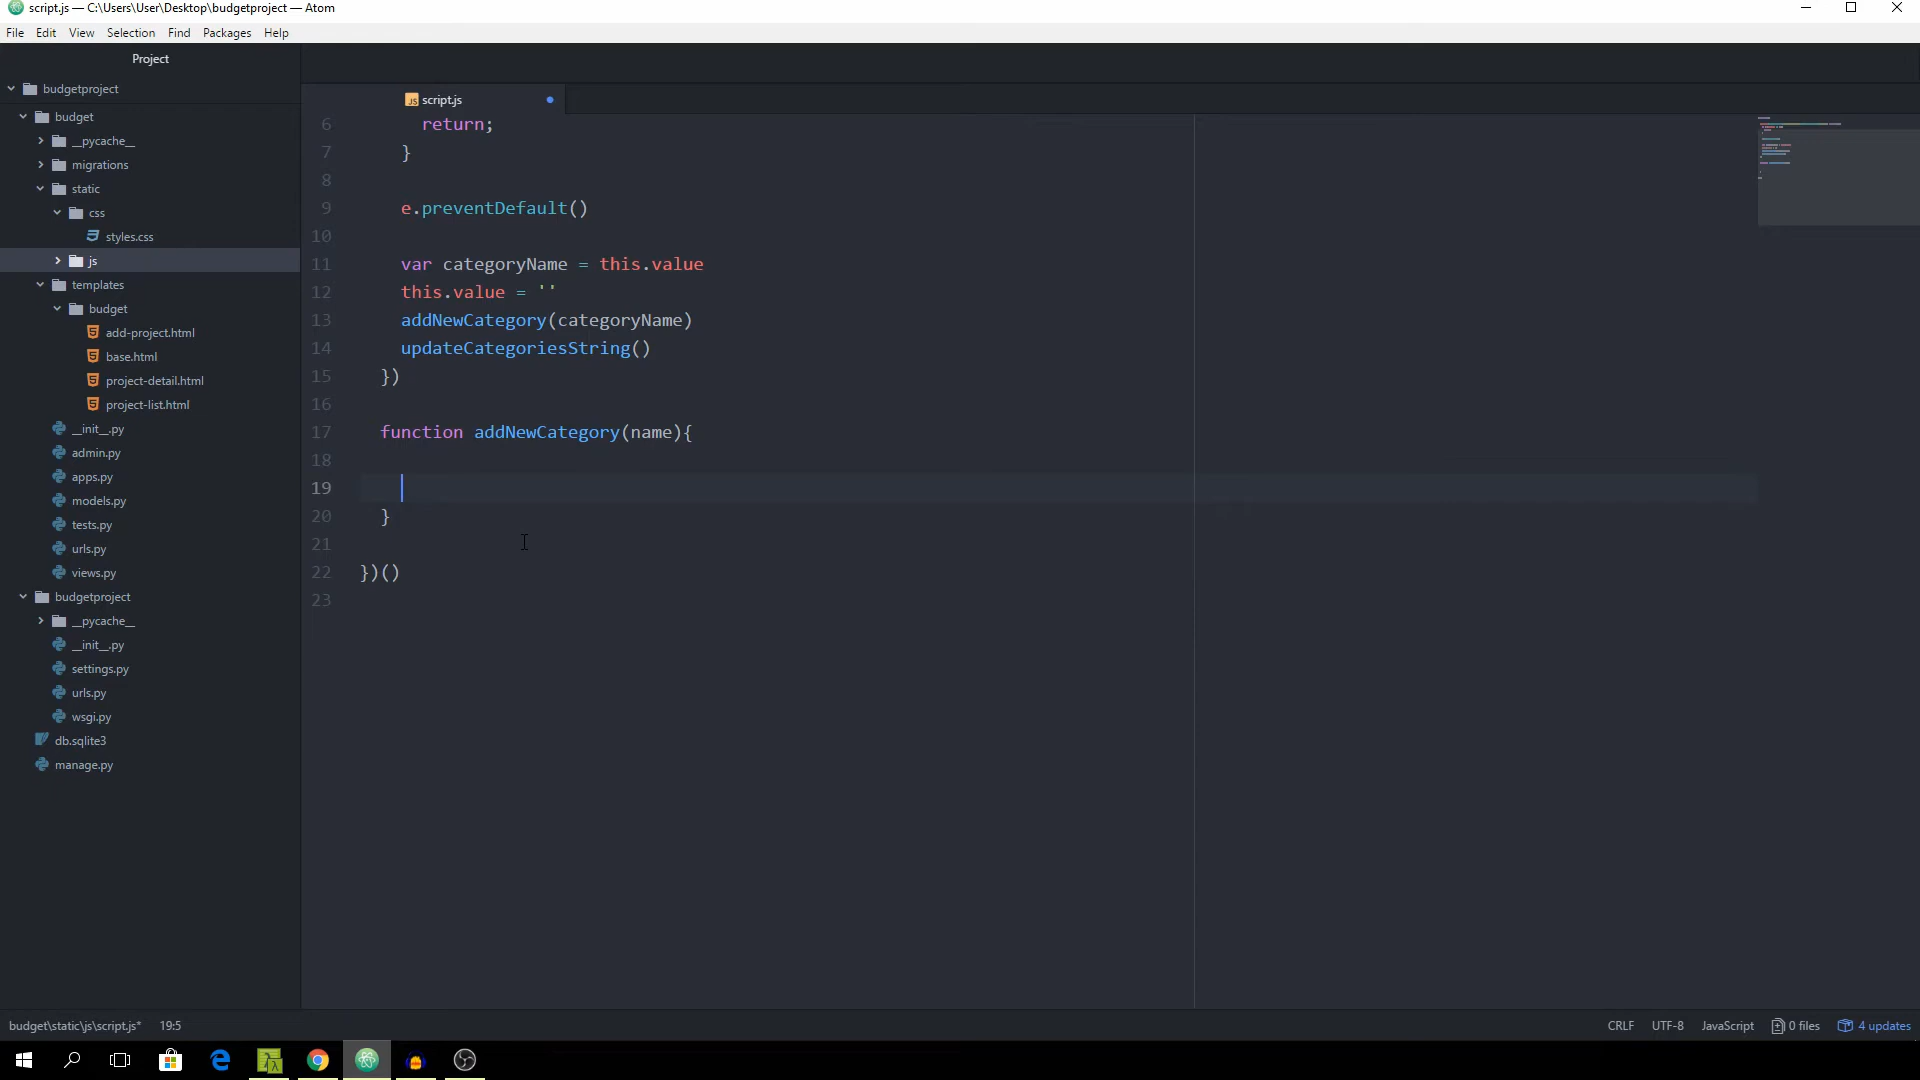 script.js — C:\Users\User\Desktop\budgetproject — Atom
File Edit View Selection Find Packages Help
Project
budgetproject
budget
__pycache__
migrations
static
css
styles.css
js
templates
budget
add-project.html
base.html
project-detail.html
project-list.html
__init__.py
admin.py
apps.py
models.py
tests.py
urls.py
views.py
budgetproject
__pycache__
__init__.py
settings.py
urls.py
wsgi.py
db.sqlite3
manage.py
script.js
6 return;
7 }
8
9 e.preventDefault()
10
11 var categoryName = this.value
12 this.value = ''
13 addNewCategory(categoryName)
14 updateCategoriesString()
15 })
16
17 function addNewCategory(name){
18
19
20 }
21
22 })()
23
budget\static\js\script.js* 19:5
CRLF UTF-8 JavaScript 0 files 4 updates